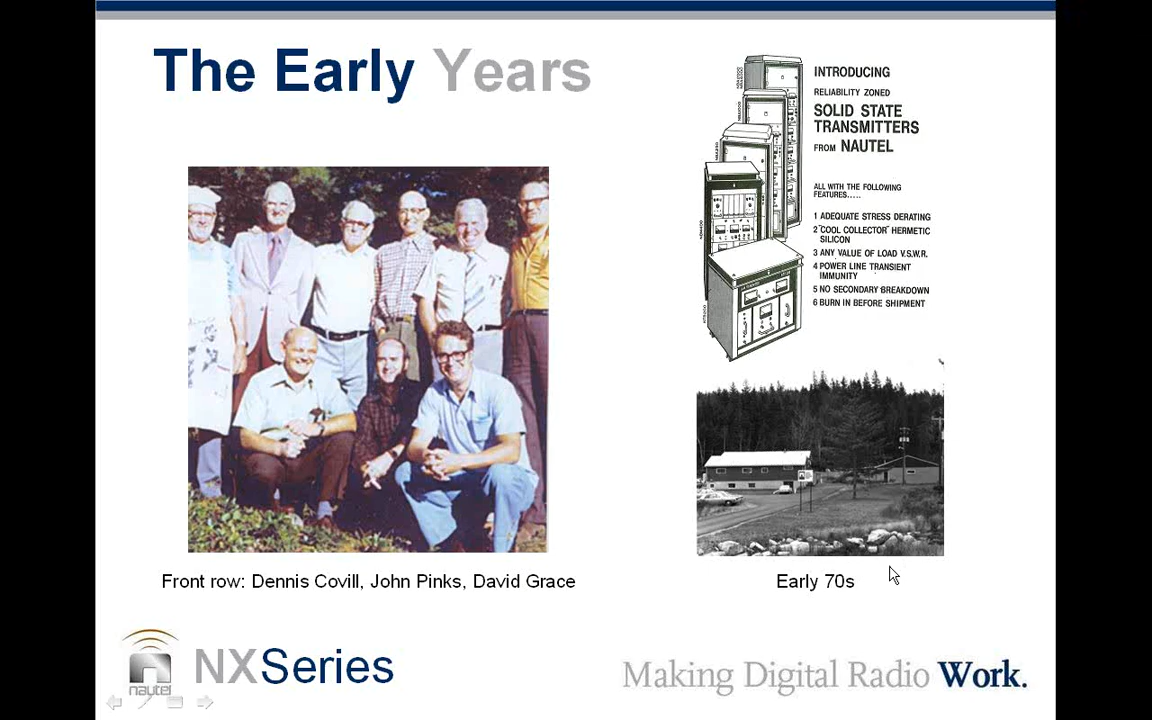 The Early Years
INTRODUCING
RELIABILITY ZONED
SOLID STATE
TRANSMITTERS
FROM NAUTEL
ALL WITH THE FOLLOWING
FEATURES.....
1 ADEQUATE STRESS DERATING
2 "COOL COLLECTOR" HERMETIC
SILICON
3 ANY VALUE OF LOAD V.S.W.R.
4 POWER LINE TRANSIENT
IMMUNITY
5 NO SECONDARY BREAKDOWN
6 BURN IN BEFORE SHIPMENT
Front row: Dennis Covill, John Pinks, David Grace
Early 70s
nautel
NXSeries
Making Digital Radio Work.